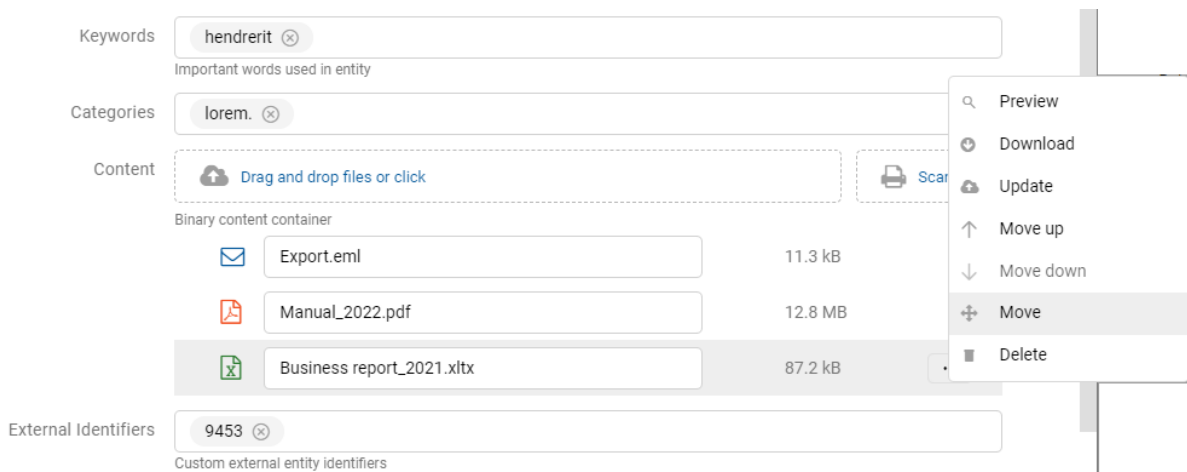 Keywords
hendrerit
Important words used in entity
Categories
lorem.
Content
Drag and drop files or click
Binary content container
Export.eml 11.3 kB
Manual_2022.pdf 12.8 MB
Business report_2021.xltx 87.2 kB
External Identifiers
9453
Custom external entity identifiers
Preview
Download
Update
Move up
Move down
Move
Delete